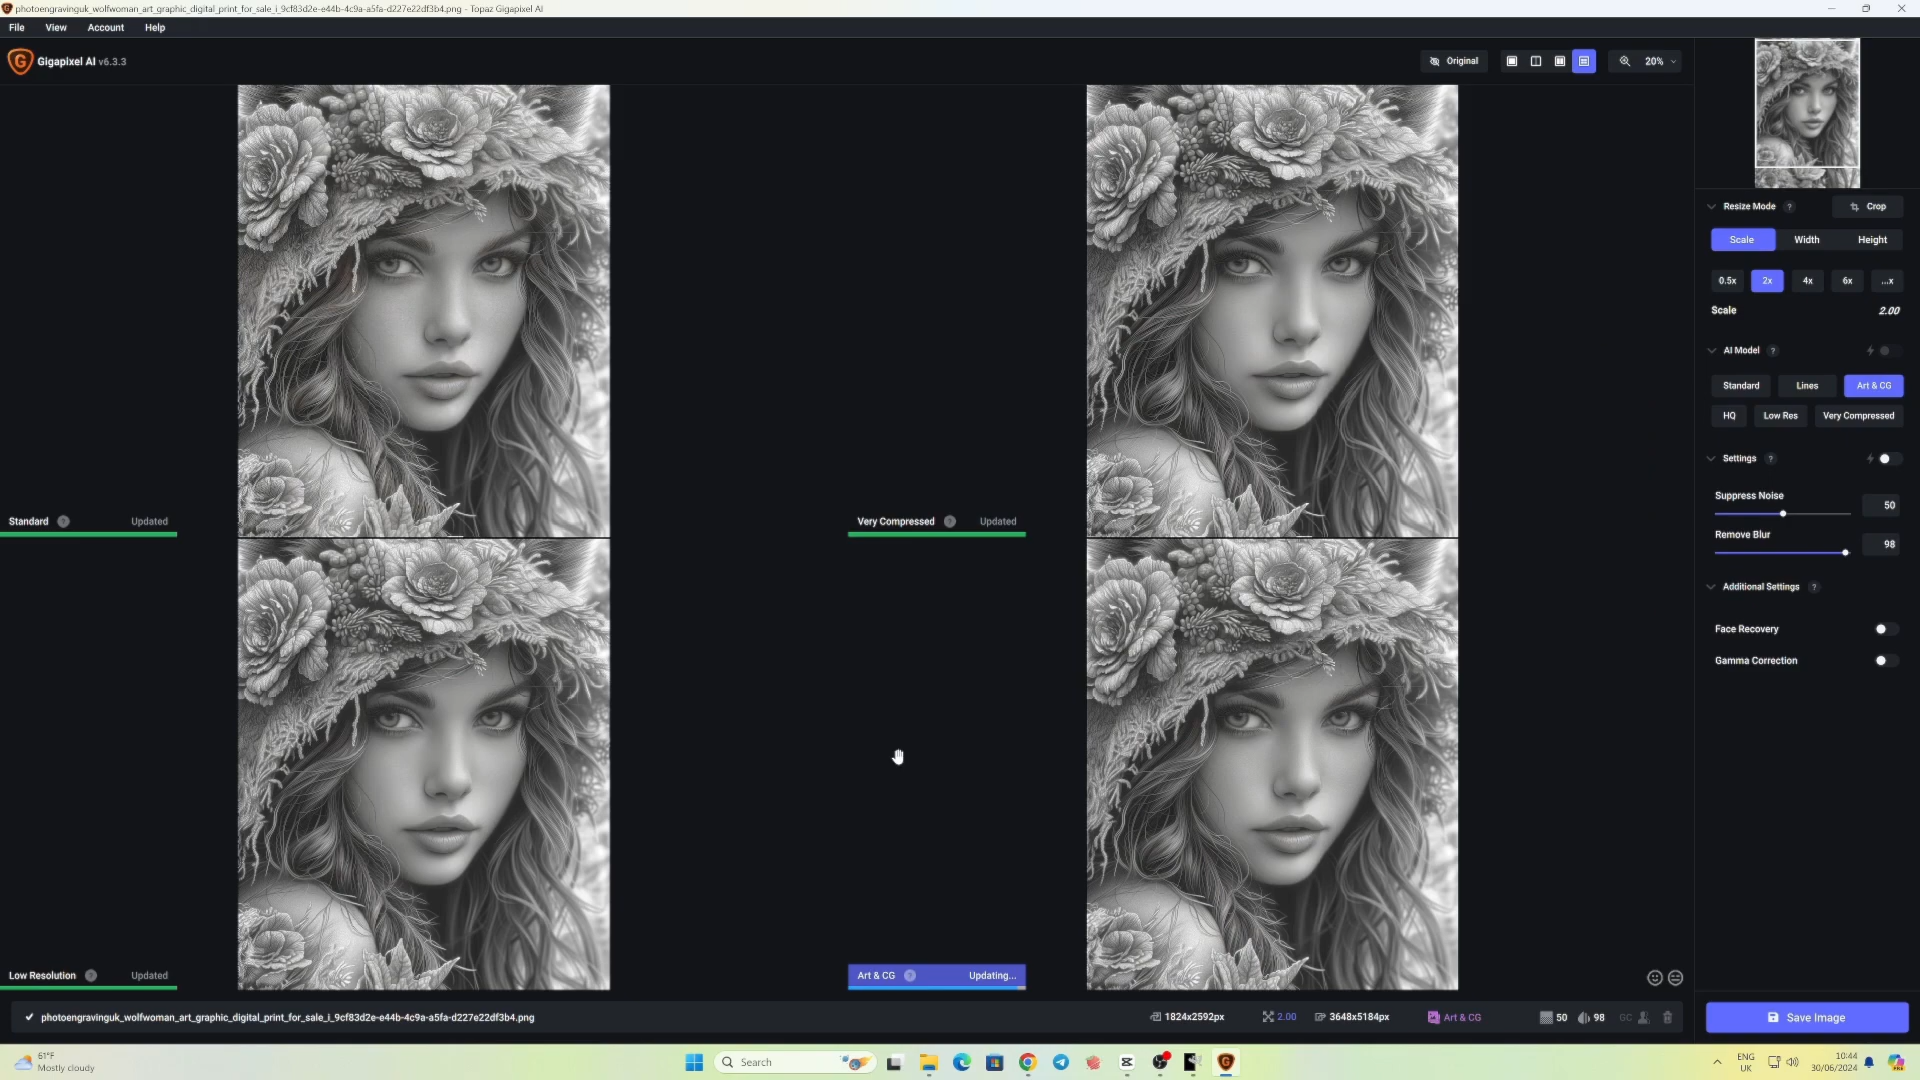 photoengravinguk_wolfwoman_art_graphic_digital_print_for_sale_i_9cf83d2e-e44b-4c9a-a5fa-d227e22df3b4.png - Topaz Gigapixel AI
File View Account Help
Gigapixel AI v6.3.3
Original
20%
Resize Mode ? Crop
Scale Width Height
0.5x 2x 4x 6x ...x
Scale 2.00
AI Model ?
Standard Lines Art & CG
HQ Low Res Very Compressed
Settings ?
Suppress Noise
50
Remove Blur
98
Additional Settings ?
Face Recovery
Gamma Correction
Standard ? Updated
Very Compressed ? Updated
Low Resolution ? Updated
Art & CG ? Updating...
photoengravinguk_wolfwoman_art_graphic_digital_print_for_sale_i_9cf83d2e-e44b-4c9a-a5fa-d227e22df3b4.png
1824x2592px 2.00 3648x5184px Art & CG 50 98 GC
Save Image
61°F
Mostly cloudy
Search
ENG
UK
10:44
30/06/2024